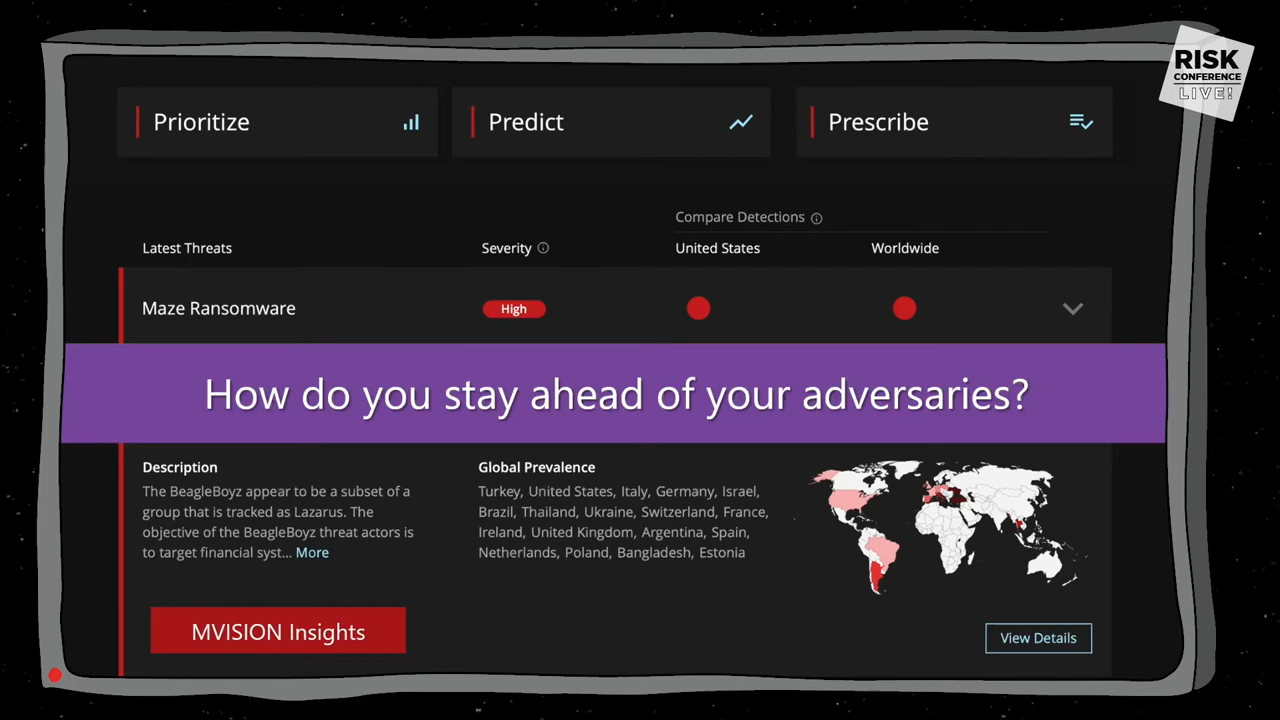 RISK
CONFERENCE
LIVE!
Prioritize
Predict
Prescribe
Compare Detections
Latest Threats
Severity
United States
Worldwide
Maze Ransomware
High
How do you stay ahead of your adversaries?
Description
The BeagleBoyz appear to be a subset of a
group that is tracked as Lazarus. The
objective of the BeagleBoyz threat actors is
to target financial syst... More
Global Prevalence
Turkey, United States, Italy, Germany, Israel,
Brazil, Thailand, Ukraine, Switzerland, France,
Ireland, United Kingdom, Argentina, Spain,
Netherlands, Poland, Bangladesh, Estonia
MVISION Insights
View Details